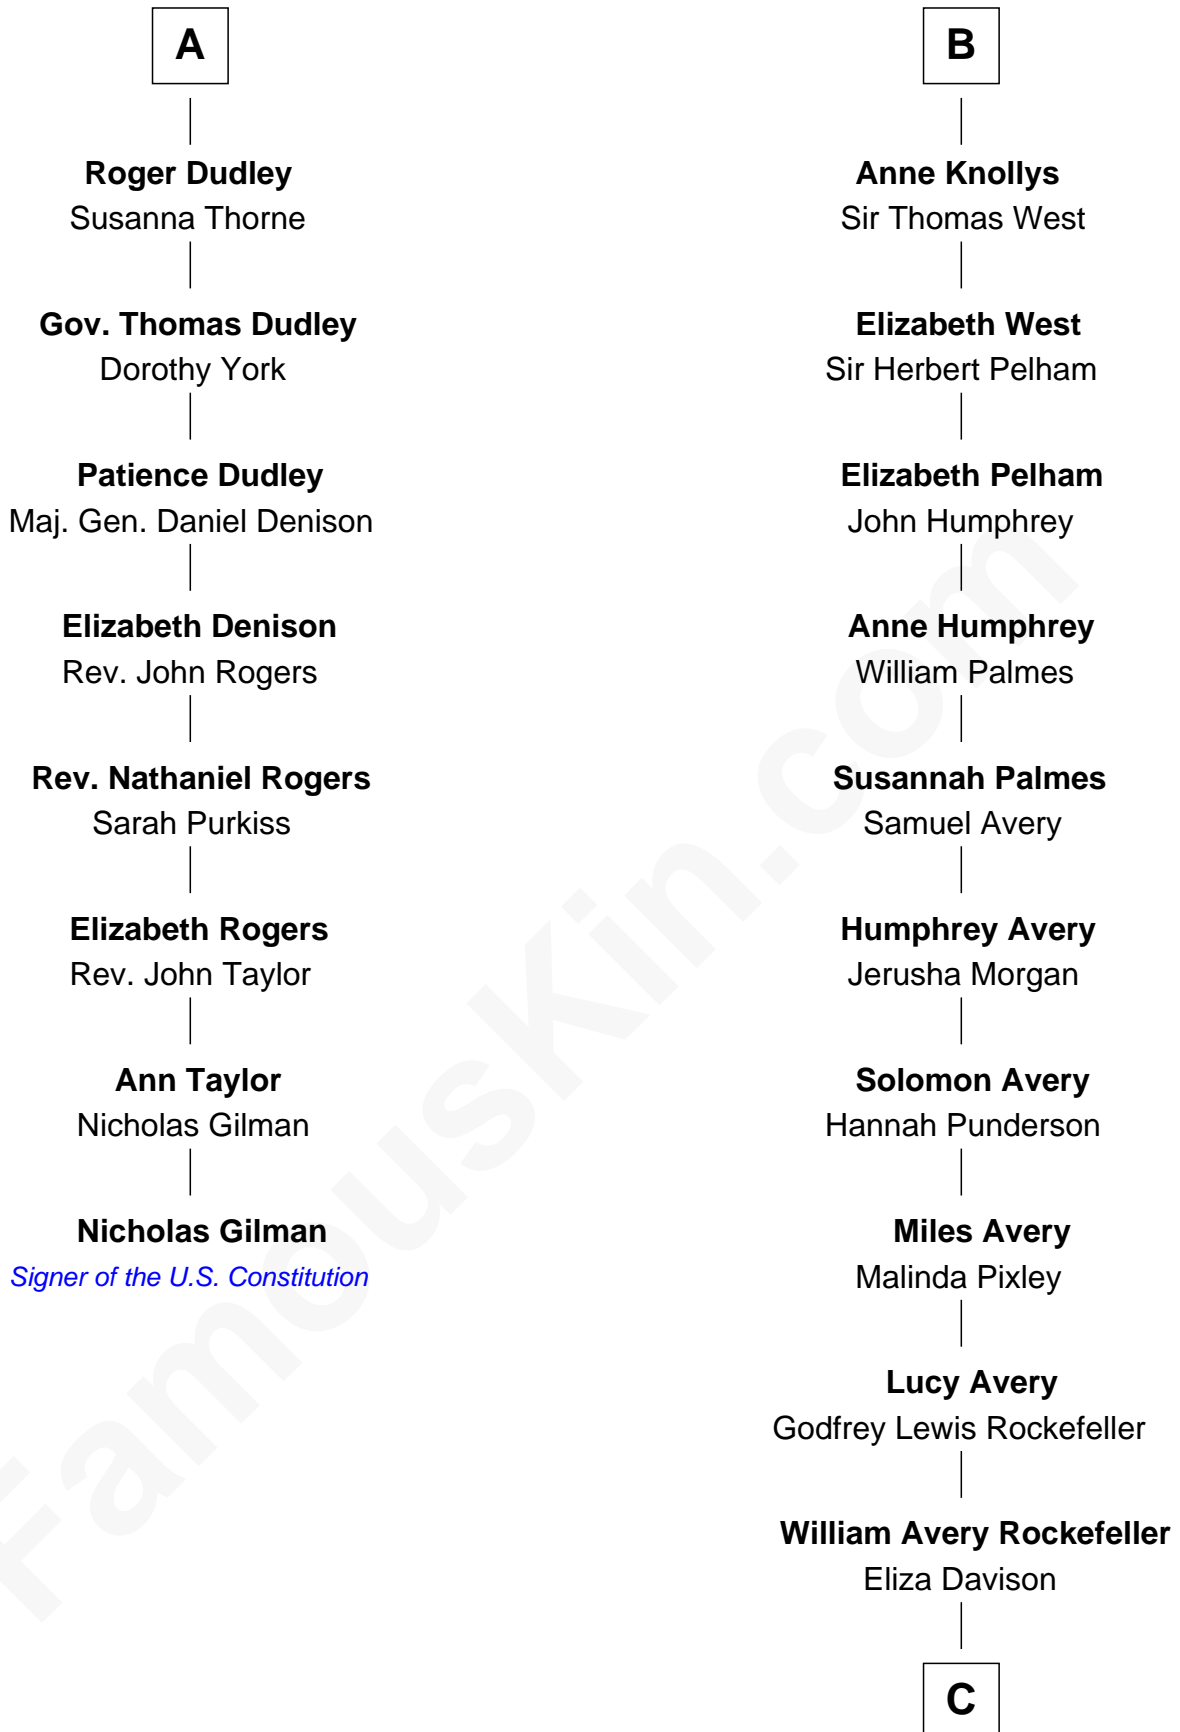 A
Roger Dudley
Susanna Thorne
Gov. Thomas Dudley
Dorothy York
Patience Dudley
Maj. Gen. Daniel Denison
Elizabeth Denison
Rev. John Rogers
Rev. Nathaniel Rogers
Sarah Purkiss
Elizabeth Rogers
Rev. John Taylor
Ann Taylor
Nicholas Gilman
Nicholas Gilman
Signer of the U.S. Constitution
B
Anne Knollys
Sir Thomas West
Elizabeth West
Sir Herbert Pelham
Elizabeth Pelham
John Humphrey
Anne Humphrey
William Palmes
Susannah Palmes
Samuel Avery
Humphrey Avery
Jerusha Morgan
Solomon Avery
Hannah Punderson
Miles Avery
Malinda Pixley
Lucy Avery
Godfrey Lewis Rockefeller
William Avery Rockefeller
Eliza Davison
C
FamousKin.com